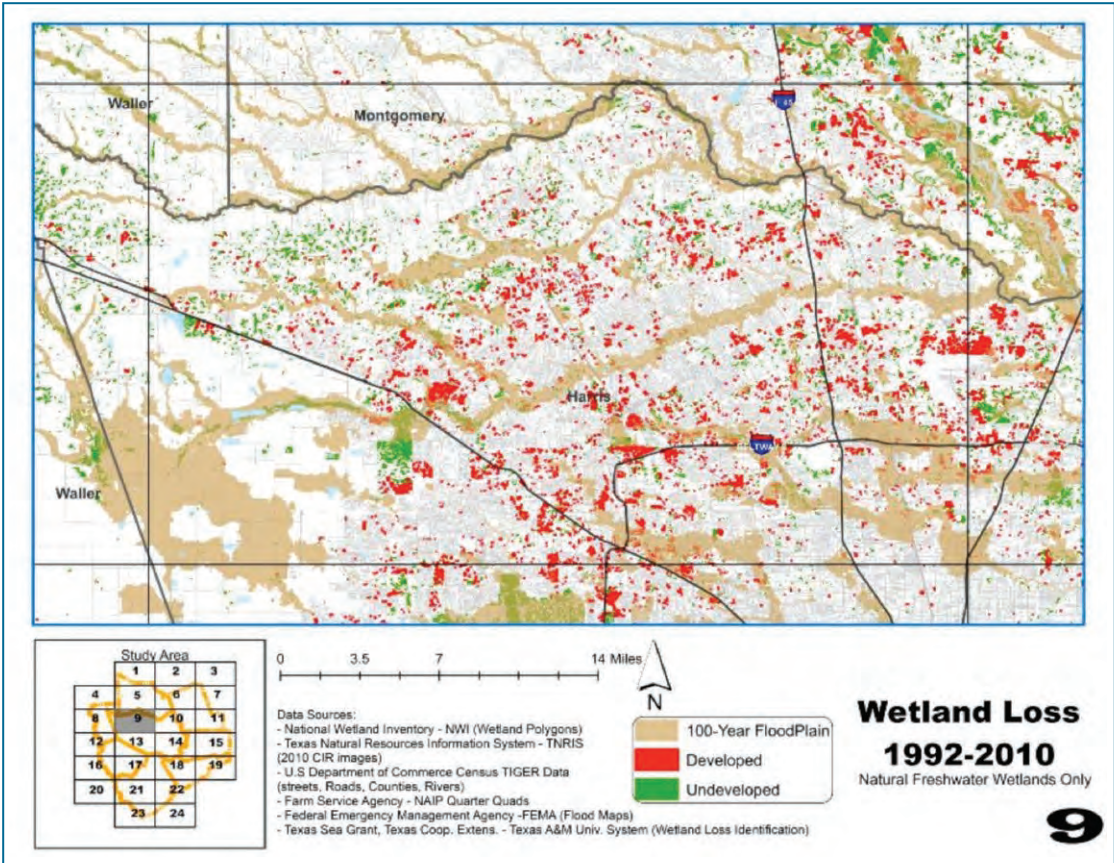 Waller
Montgomery
I-45
Harris
TWA
Waller
Study Area
1 2 3
4 5 6 7
8 9 10 11
12 13 14 15
16 17 18 19
20 21 22
23 24
0 3.5 7 14 Miles
N
Data Sources:
- National Wetland Inventory - NWI (Wetland Polygons)
- Texas Natural Resources Information System - TNRIS
(2010 CIR images)
- U.S Department of Commerce Census TIGER Data
(streets, Roads, Counties, Rivers)
- Farm Service Agency - NAIP Quarter Quads
- Federal Emergency Management Agency -FEMA (Flood Maps)
- Texas Sea Grant, Texas Coop. Extens. - Texas A&M Univ. System (Wetland Loss Identification)
100-Year FloodPlain
Developed
Undeveloped
Wetland Loss
1992-2010
Natural Freshwater Wetlands Only
9